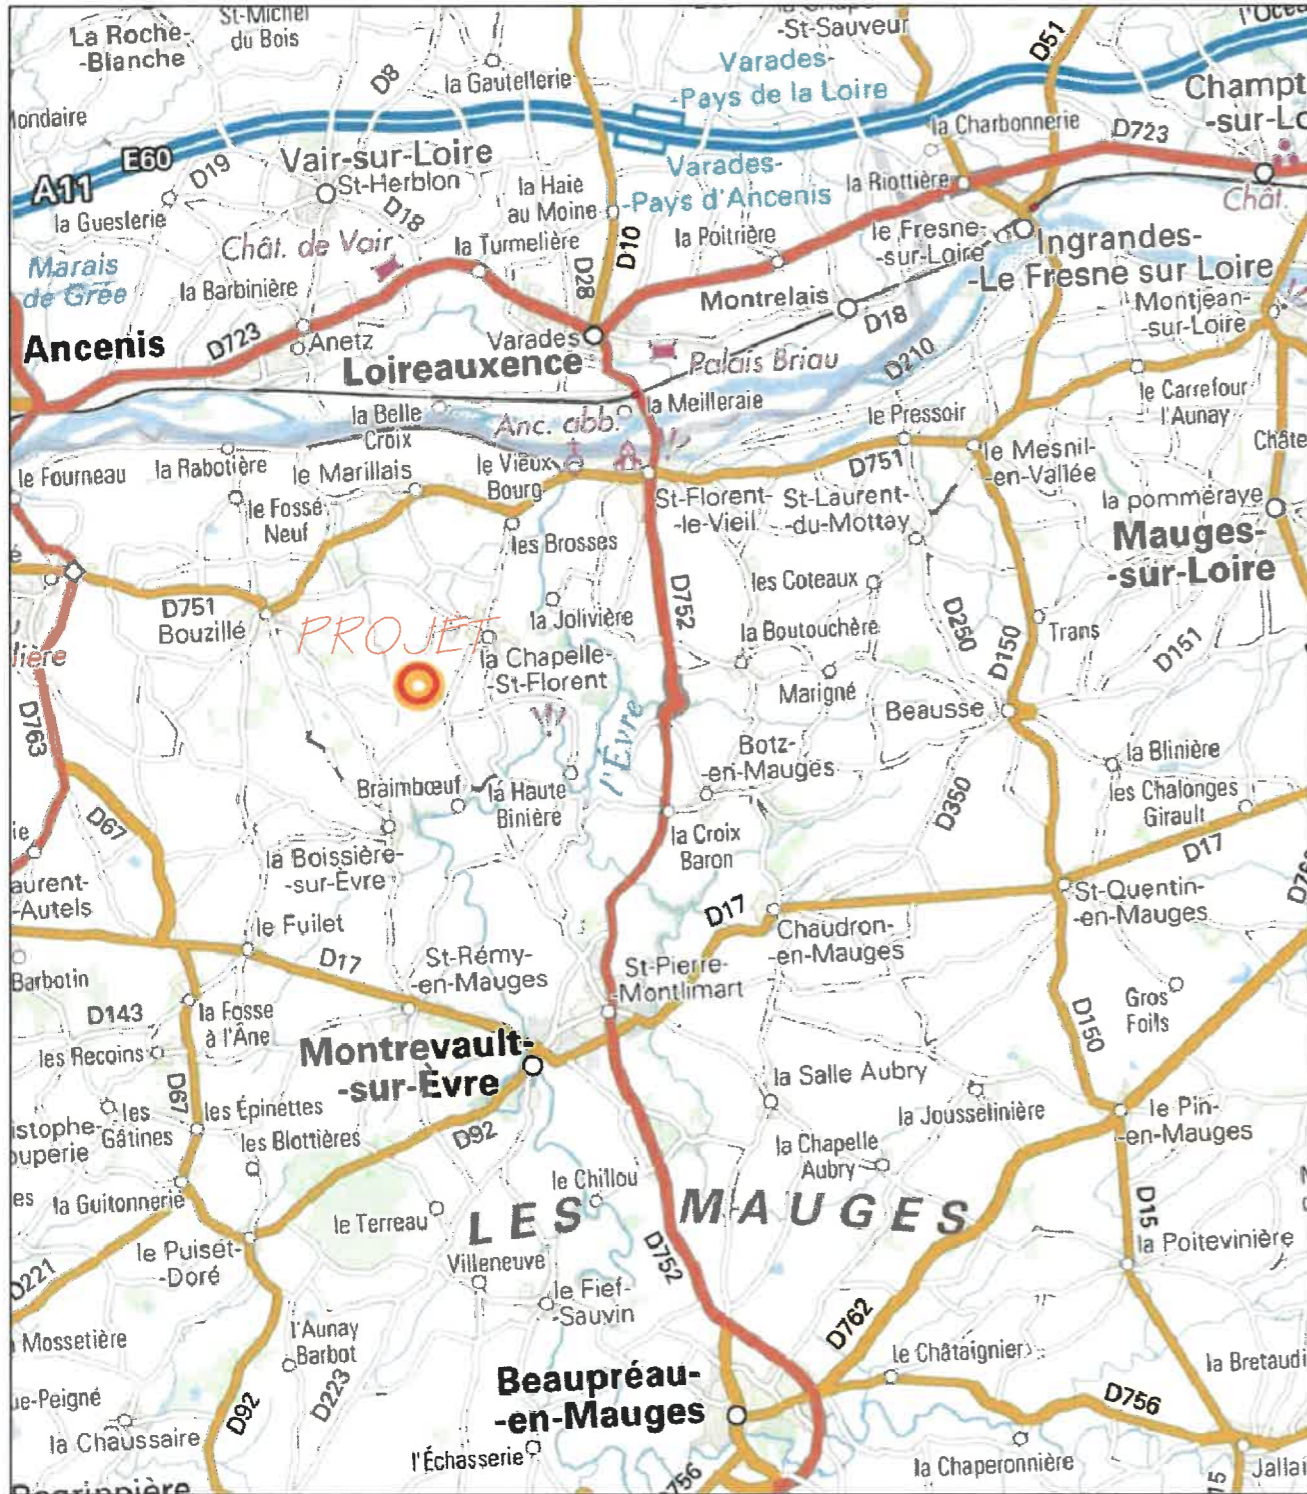 La Roche-
-Blanche
St-Michel
du Bois
la Gautellerie
-St-Sauveur
D51
D8
Varades-
-Pays de la Loire
Champt
-sur-Lo
la Charbonnerie
D723
E60
A11
D19
Vair-sur-Loire
St-Herblon
D18
la Haie
au Moine
Varades-
-Pays d'Ancenis
la Riottière
Chât.
la Gueslerie
Chât. de Vair
la Turmelière
D28
D10
la Poitrière
le Fresne-
-sur-Loire
Ingrandes-
-Le Fresne sur Loire
Marais
de Grée
la Barbinière
Montrelais
D18
Montjean-
-sur-Loire
Ancenis
D723
Anetz
Varades
Loireauxence
Palais Briau
D210
la Belle
Croix
Anc. abb.
la Meilleraie
le Pressoir
le Carrefour
l'Aunay
Châte
le Fourneau
la Rabotière
le Marillais
le Vieux
Bourg
D751
le Mesnil-
-en-Vallée
le Fossé
Neuf
St-Florent-
-le-Vieil
St-Laurent-
-du-Mottay
la pommeraye
Mauges-
-sur-Loire
les Brosses
les Coteaux
D751
Bouzillé
PROJET
la Jolivière
D752
la Boutouchère
D250
D150
Trans
D151
lière
la Chapelle-
-St-Florent
Marigné
Beausse
D763
l'Èvre
Botz-
-en-Mauges
la Blinière
Braimbœuf
la Haute
Binière
D350
les Chalonges
Girault
D67
la Boissière-
-sur-Èvre
la Croix
Baron
D17
aurent-
-Autels
le Fuilet
D17
St-Quentin-
-en-Mauges
D17
Chaudron-
-en-Mauges
St-Rémy-
-en-Mauges
St-Pierre-
-Montlimart
Barbotin
D143
la Fosse
à l'Âne
Gros
Foils
les Recoins
Montrevault-
-sur-Èvre
D150
D67
la Salle Aubry
les
Gâtines
les Épinettes
la Jousselinière
le Pin-
-en-Mauges
istophe-
ouperie
les Blottières
D92
la Chapelle
Aubry
la Guitonnerie
le Chillou
le Terreau
LES MAUGES
D15
le Puiset-
-Doré
D221
Villeneuve
D752
la Poitevinière
le Fief-
-Sauvin
Mossetière
l'Aunay
Barbot
D762
le Châtaignier
la Bretaudi
ue-Peigné
D92
D223
Beaupréau-
-en-Mauges
D756
la Chaussaire
l'Échasserie
la Chaperonnière
Jallai